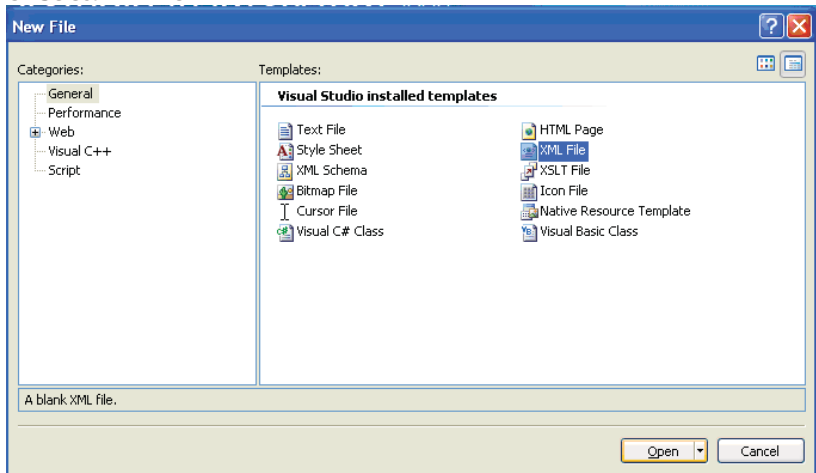 New File
Categories:
Templates:
General
Performance
Web
Visual C++
Script
Visual Studio installed templates
Text File
HTML Page
Style Sheet
XML File
XML Schema
XSLT File
Bitmap File
Icon File
Cursor File
Native Resource Template
Visual C# Class
Visual Basic Class
A blank XML file.
Open
Cancel